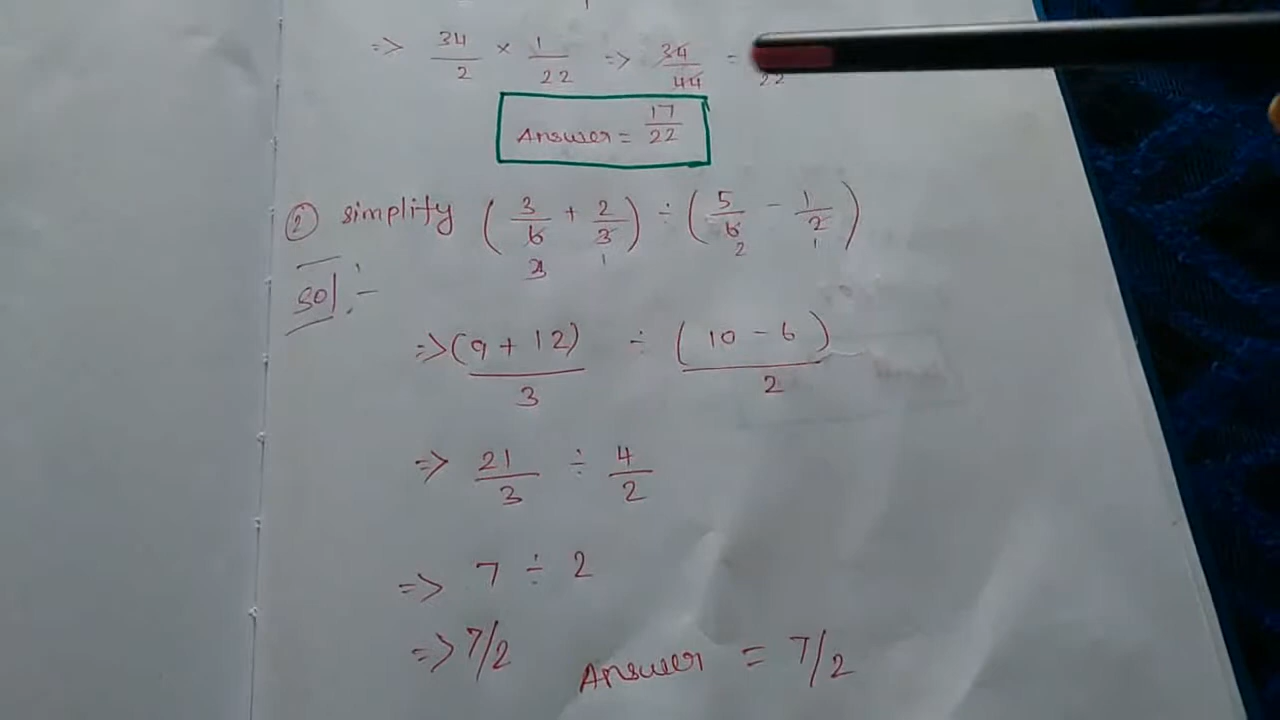 => 34/2 × 1/22 => 34/44 = /22
Answer = 17/22
② simplify (3/6 + 2/3) ÷ (5/6 - 1/2)
3 1 2 1
Sol :-
=> (9 + 12)/3 ÷ (10 - 6)/2
=> 21/3 ÷ 4/2
=> 7 ÷ 2
=> 7/2 Answer = 7/2